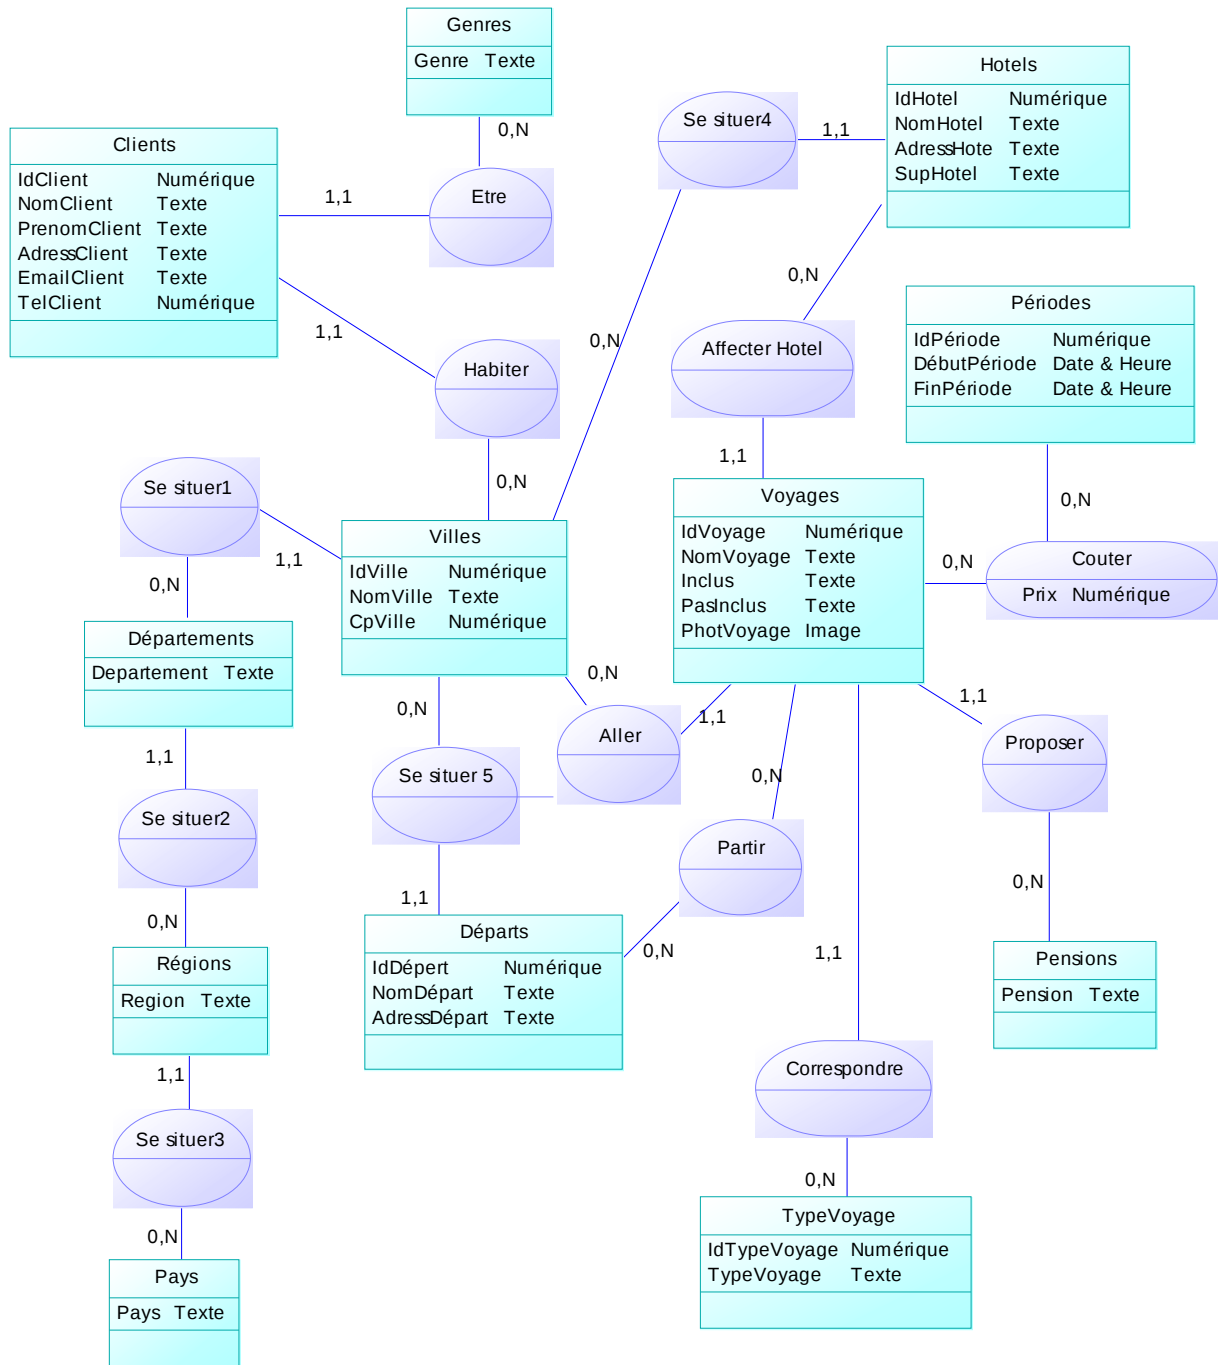 Genres
Genre Texte
0,N
Clients
IdClient Numérique
NomClient Texte
PrenomClient Texte
AdressClient Texte
EmailClient Texte
TelClient Numérique
1,1
Etre
1,1
Habiter
0,N
Se situer4
1,1
0,N
Hotels
IdHotel Numérique
NomHotel Texte
AdressHote Texte
SupHotel Texte
0,N
Affecter Hotel
1,1
Périodes
IdPériode Numérique
DébutPériode Date & Heure
FinPériode Date & Heure
0,N
Couter
Prix Numérique
0,N
Se situer1
1,1
0,N
Villes
IdVille Numérique
NomVille Texte
CpVille Numérique
Voyages
IdVoyage Numérique
NomVoyage Texte
Inclus Texte
PasInclus Texte
PhotVoyage Image
Départements
Departement Texte
1,1
Se situer2
0,N
0,N
0,N
Aller
1,1
Se situer 5
1,1
0,N
Partir
0,N
1,1
Proposer
0,N
Départs
IdDépert Numérique
NomDépart Texte
AdressDépart Texte
Pensions
Pension Texte
Régions
Region Texte
1,1
Se situer3
0,N
Pays
Pays Texte
1,1
Correspondre
0,N
TypeVoyage
IdTypeVoyage Numérique
TypeVoyage Texte